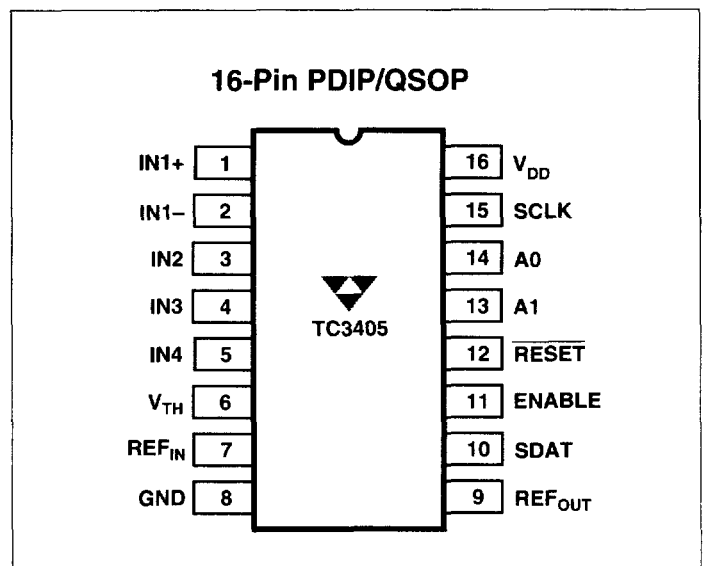 16-Pin PDIP/QSOP
IN1+ 1 16 VDD
IN1– 2 15 SCLK
IN2 3 14 A0
IN3 4 13 A1
TC3405
IN4 5 12 RESET
VTH 6 11 ENABLE
REFIN 7 10 SDAT
GND 8 9 REFOUT